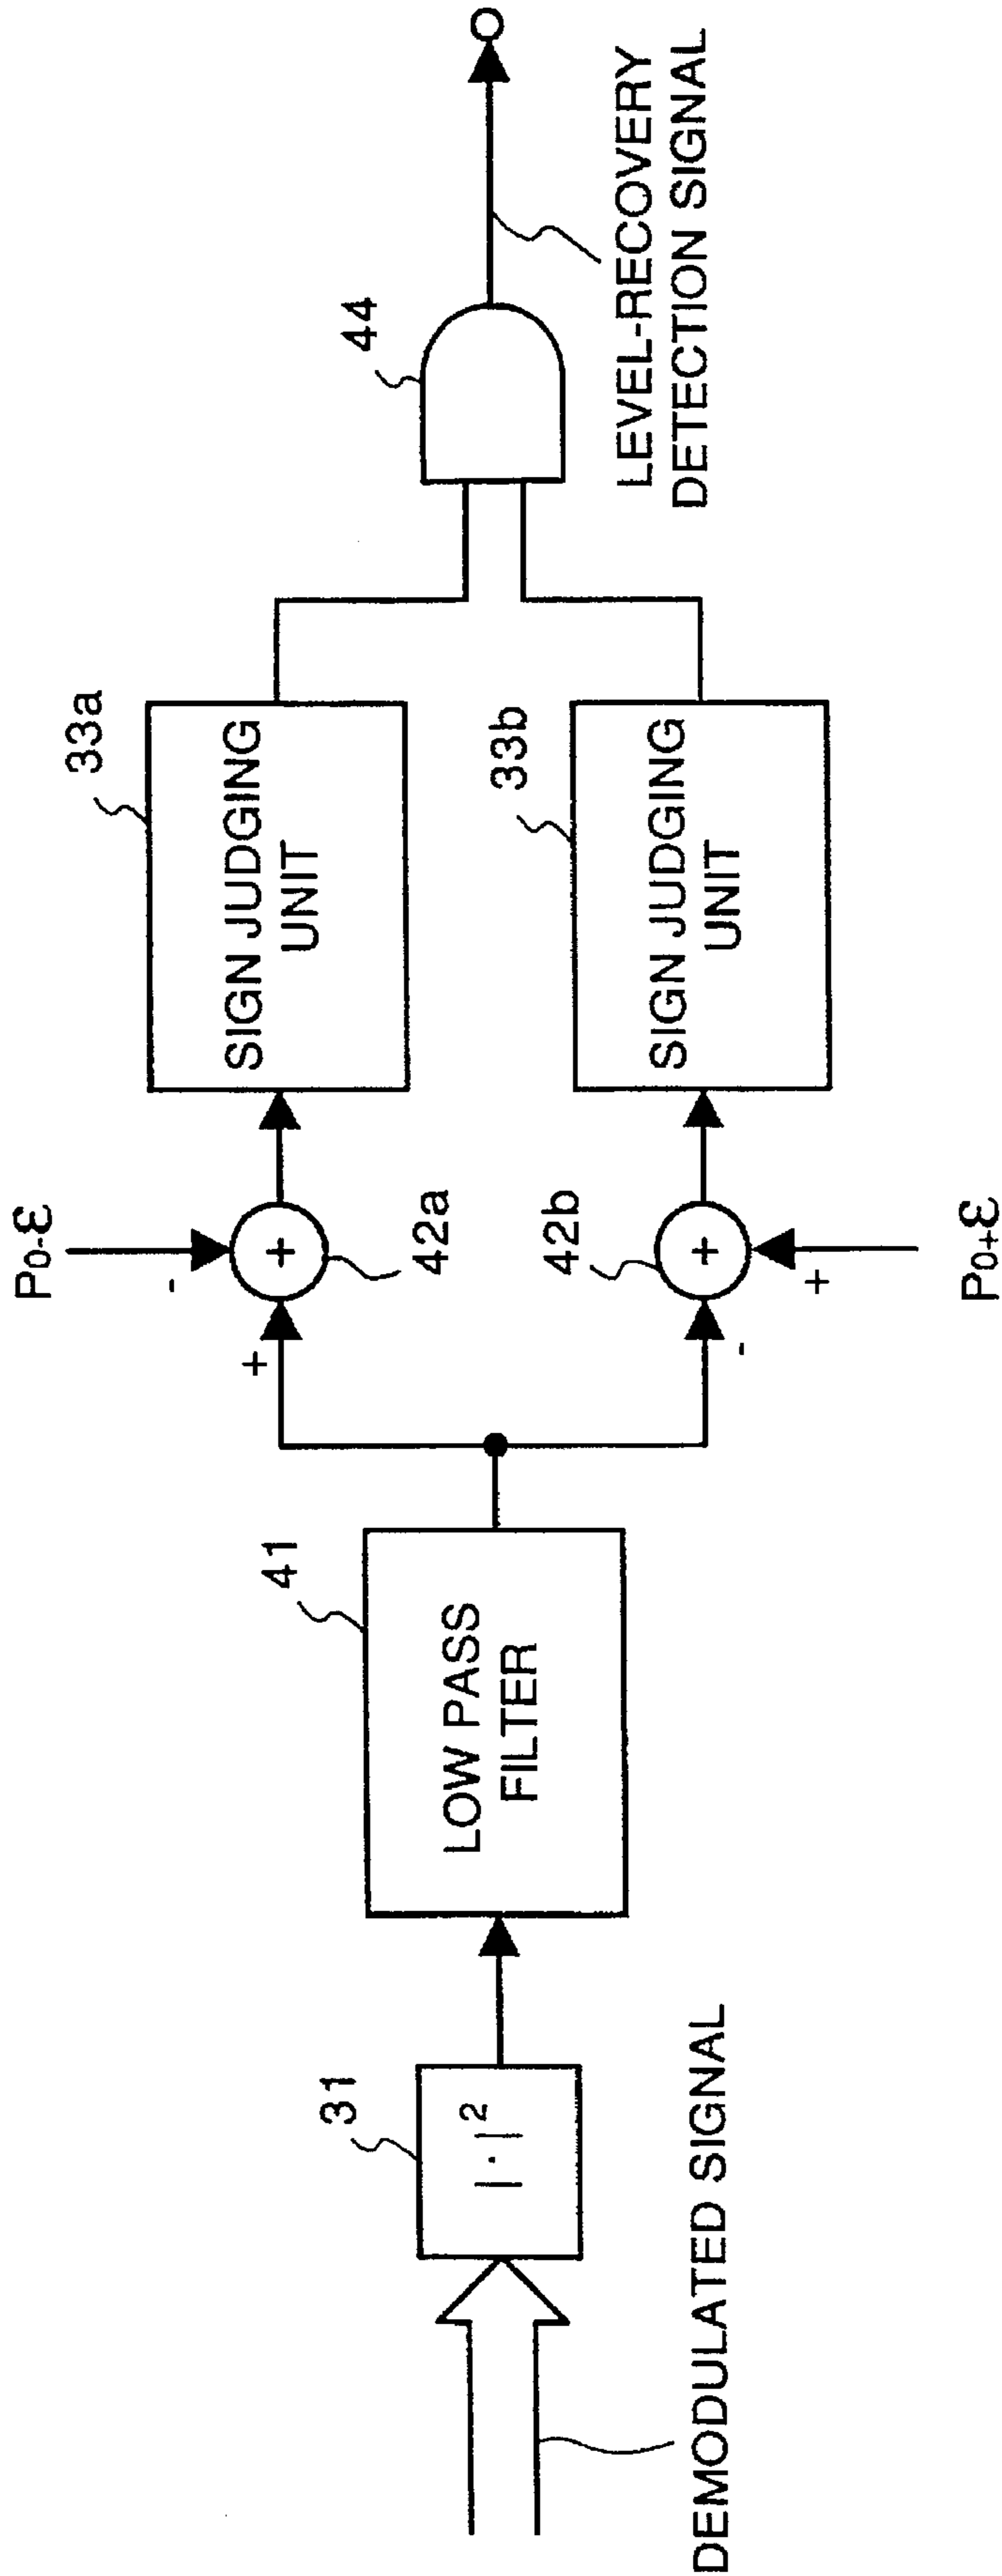 DEMODULATED SIGNAL
31
|·|²
41
LOW PASS
FILTER
P₀-ε
-
+
+
42a
42b
+
-
+
P₀+ε
33a
SIGN JUDGING
UNIT
33b
SIGN JUDGING
UNIT
44
LEVEL-RECOVERY
DETECTION SIGNAL